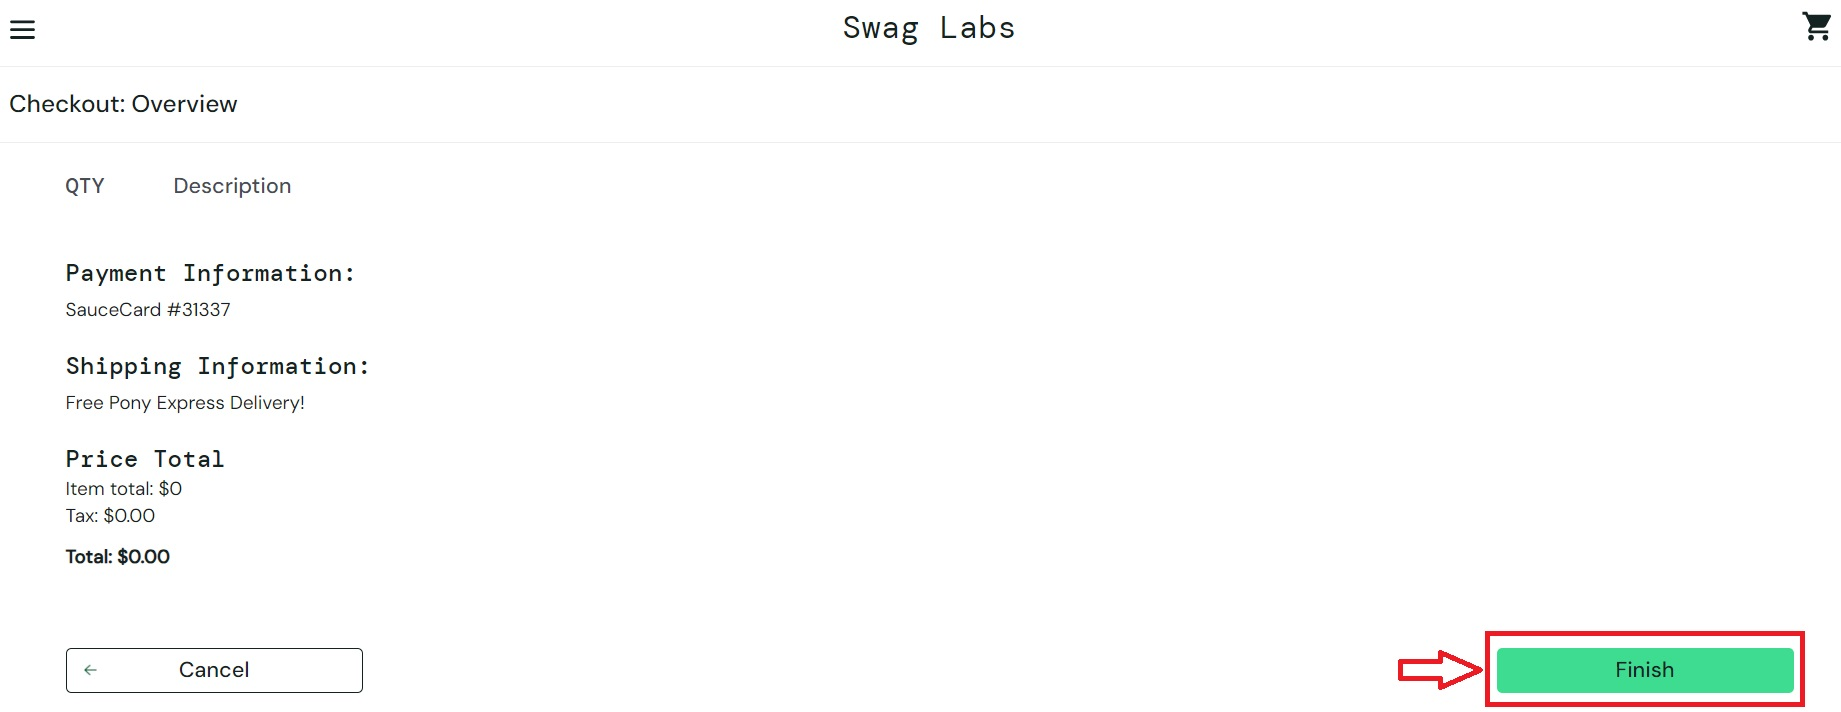 Swag Labs
Checkout: Overview
QTY Description
Payment Information:
SauceCard #31337
Shipping Information:
Free Pony Express Delivery!
Price Total
Item total: $0
Tax: $0.00
Total: $0.00
Cancel Finish